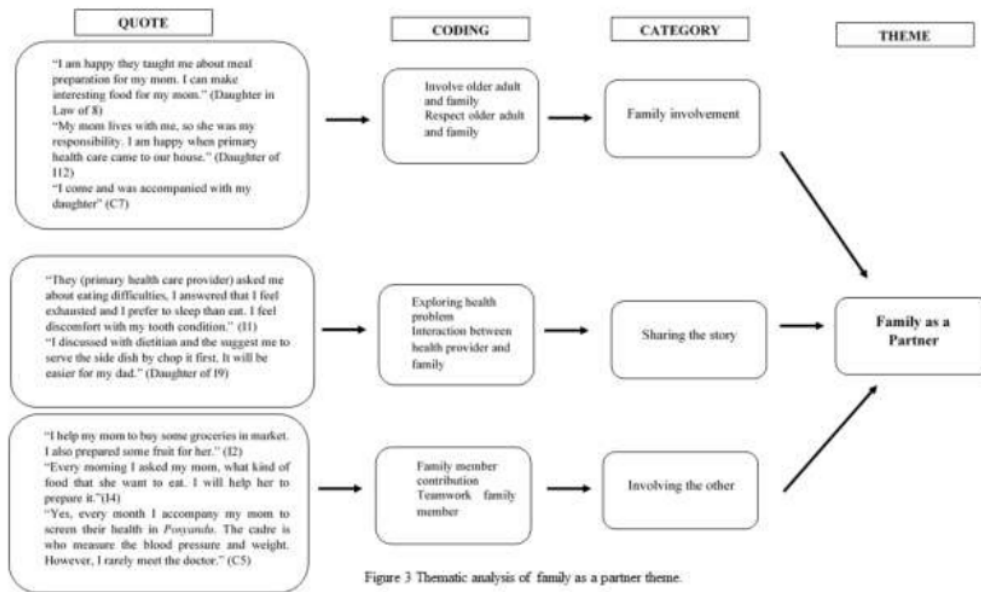 QUOTE
CODING
CATEGORY
THEME
“I am happy they taught me about meal
preparation for my mom. I can make
interesting food for my mom.” (Daughter in
Law of 8)
“My mom lives with me, so she was my
responsibility. I am happy when primary
health care came to our house.” (Daughter of
I12)
“I come and was accompanied with my
daughter” (C7)
Involve older adult
and family
Respect older adult
and family
Family involvement
“They (primary health care provider) asked me
about eating difficulties, I answered that I feel
exhausted and I prefer to sleep than eat. I feel
discomfort with my tooth condition.” (I1)
“I discussed with dietitian and the suggest me to
serve the side dish by chop it first. It will be
easier for my dad.” (Daughter of I9)
Exploring health
problem
Interaction between
health provider and
family
Sharing the story
Family as a
Partner
“I help my mom to buy some groceries in market.
I also prepared some fruit for her.” (I2)
“Every morning I asked my mom, what kind of
food that she want to eat. I will help her to
prepare it.”(I4)
“Yes, every month I accompany my mom to
screen their health in Posyandu. The cadre is
who measure the blood pressure and weight.
However, I rarely meet the doctor.” (C5)
Family member
contribution
Teamwork family
member
Involving the other
Figure 3 Thematic analysis of family as a partner theme.